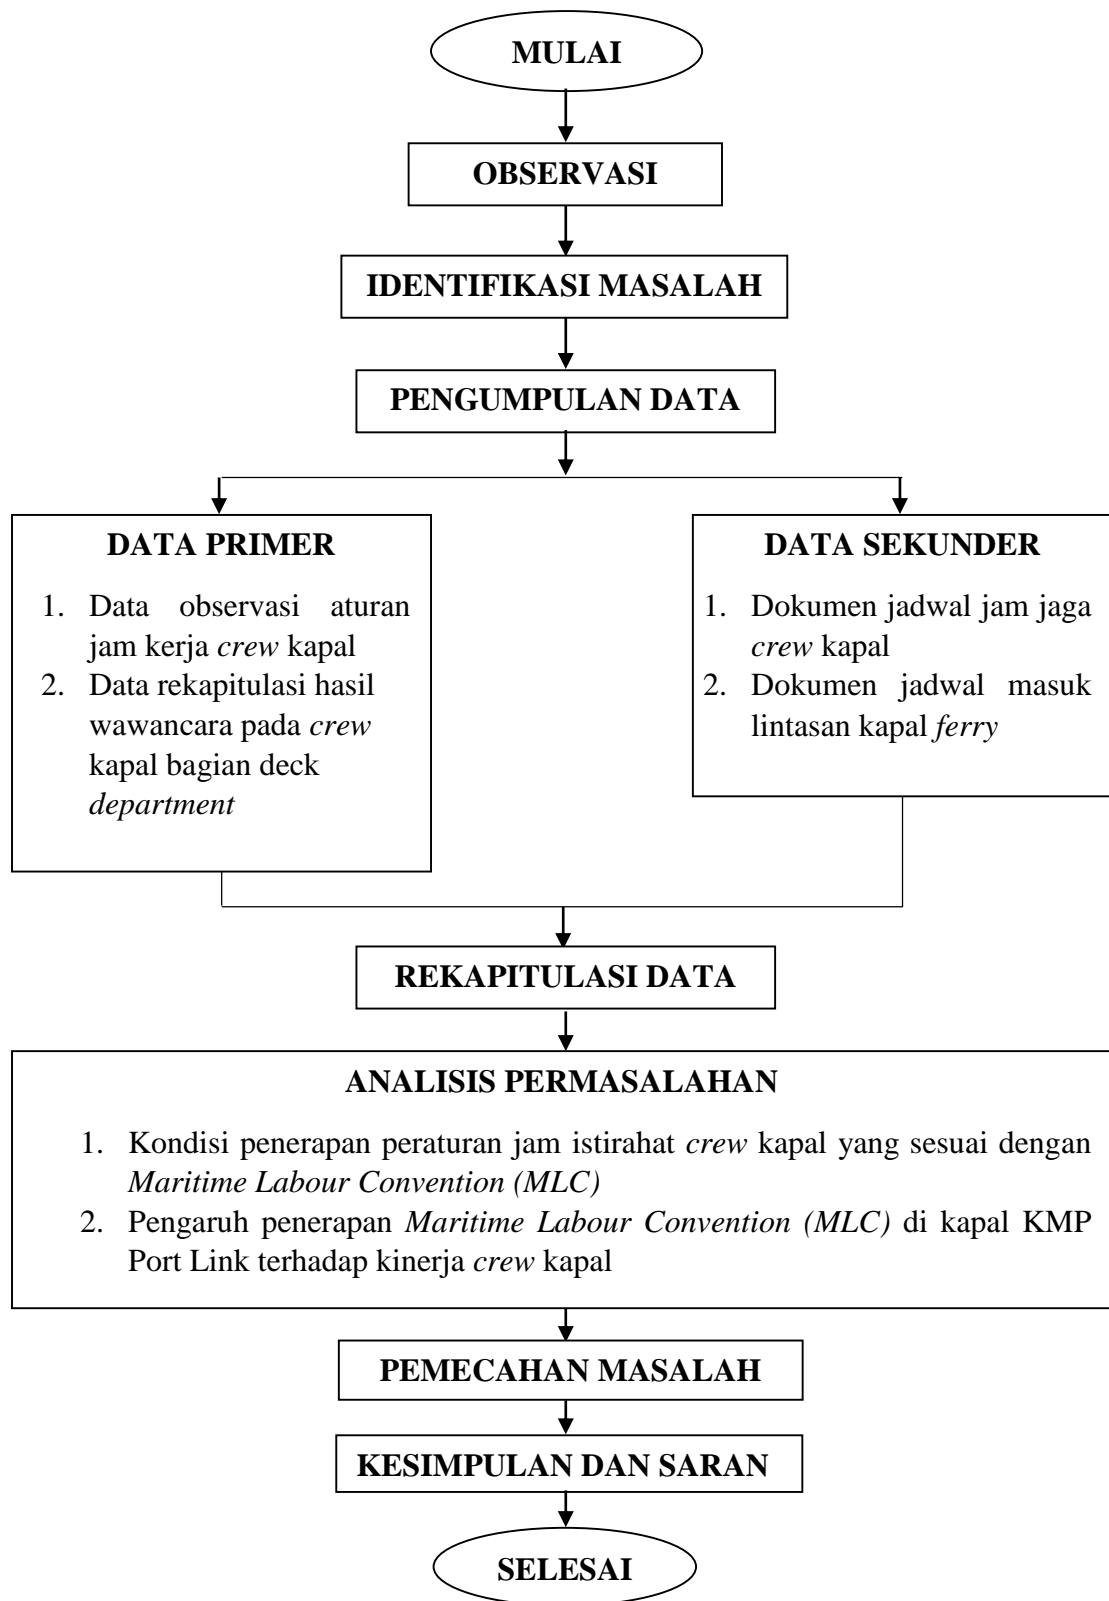 MULAI
OBSERVASI
IDENTIFIKASI MASALAH
PENGUMPULAN DATA
DATA PRIMER
1. Data observasi aturan
jam kerja crew kapal
2. Data rekapitulasi hasil
wawancara pada crew
kapal bagian deck
department
DATA SEKUNDER
1. Dokumen jadwal jam jaga
crew kapal
2. Dokumen jadwal masuk
lintasan kapal ferry
REKAPITULASI DATA
ANALISIS PERMASALAHAN
1. Kondisi penerapan peraturan jam istirahat crew kapal yang sesuai dengan
Maritime Labour Convention (MLC)
2. Pengaruh penerapan Maritime Labour Convention (MLC) di kapal KMP
Port Link terhadap kinerja crew kapal
PEMECAHAN MASALAH
KESIMPULAN DAN SARAN
SELESAI